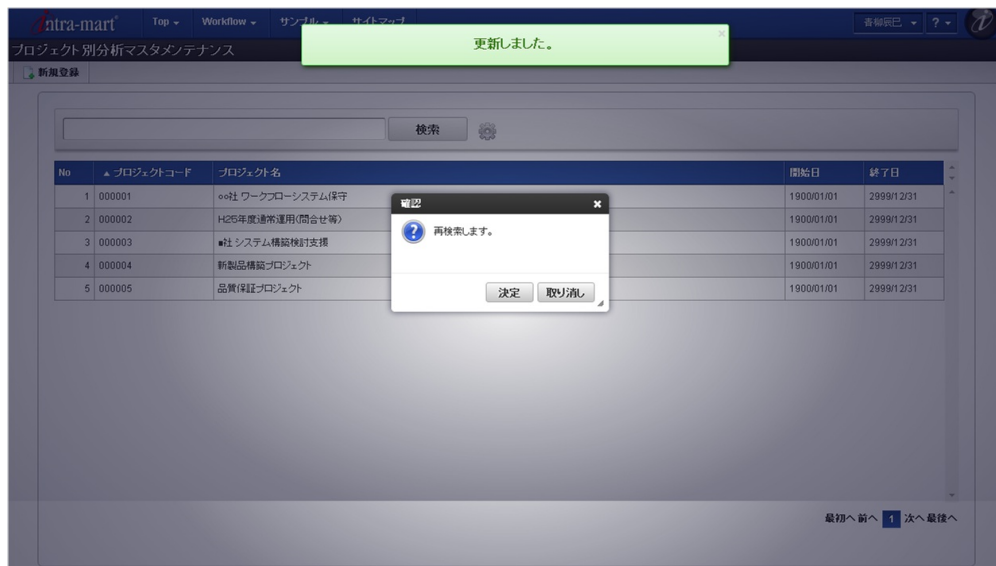 intra-mart Top Workflow サンプル サイトマップ 青柳辰巳 ?
更新しました。 ×
プロジェクト別分析マスタメンテナンス
新規登録
検索
No ▲ プロジェクトコード プロジェクト名 開始日 終了日
1 000001 ○○社 ワークフローシステム保守 1900/01/01 2999/12/31
2 000002 H25年度通常運用(問合せ等) 1900/01/01 2999/12/31
3 000003 ■社 システム構築検討支援 1900/01/01 2999/12/31
4 000004 新製品構築プロジェクト 1900/01/01 2999/12/31
5 000005 品質保証プロジェクト 1900/01/01 2999/12/31
確認
再検索します。
決定 取り消し
最初へ 前へ 1 次へ 最後へ